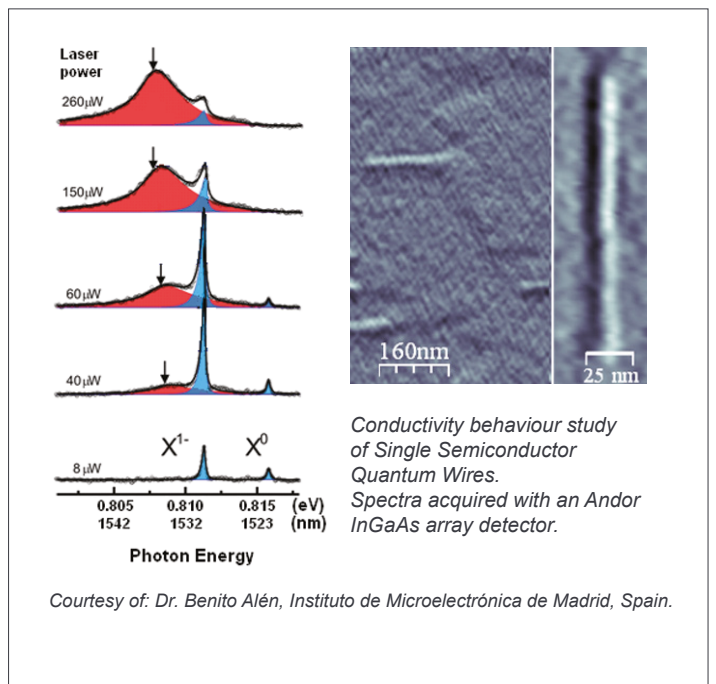 Laser
power
260µW
150µW
60µW
40µW
8µW
X1-
X0
0.805 0.810 0.815 (eV)
1542 1532 1523 (nm)
Photon Energy
160nm
25 nm
Conductivity behaviour study
of Single Semiconductor
Quantum Wires.
Spectra acquired with an Andor
InGaAs array detector.
Courtesy of: Dr. Benito Alén, Instituto de Microelectrónica de Madrid, Spain.